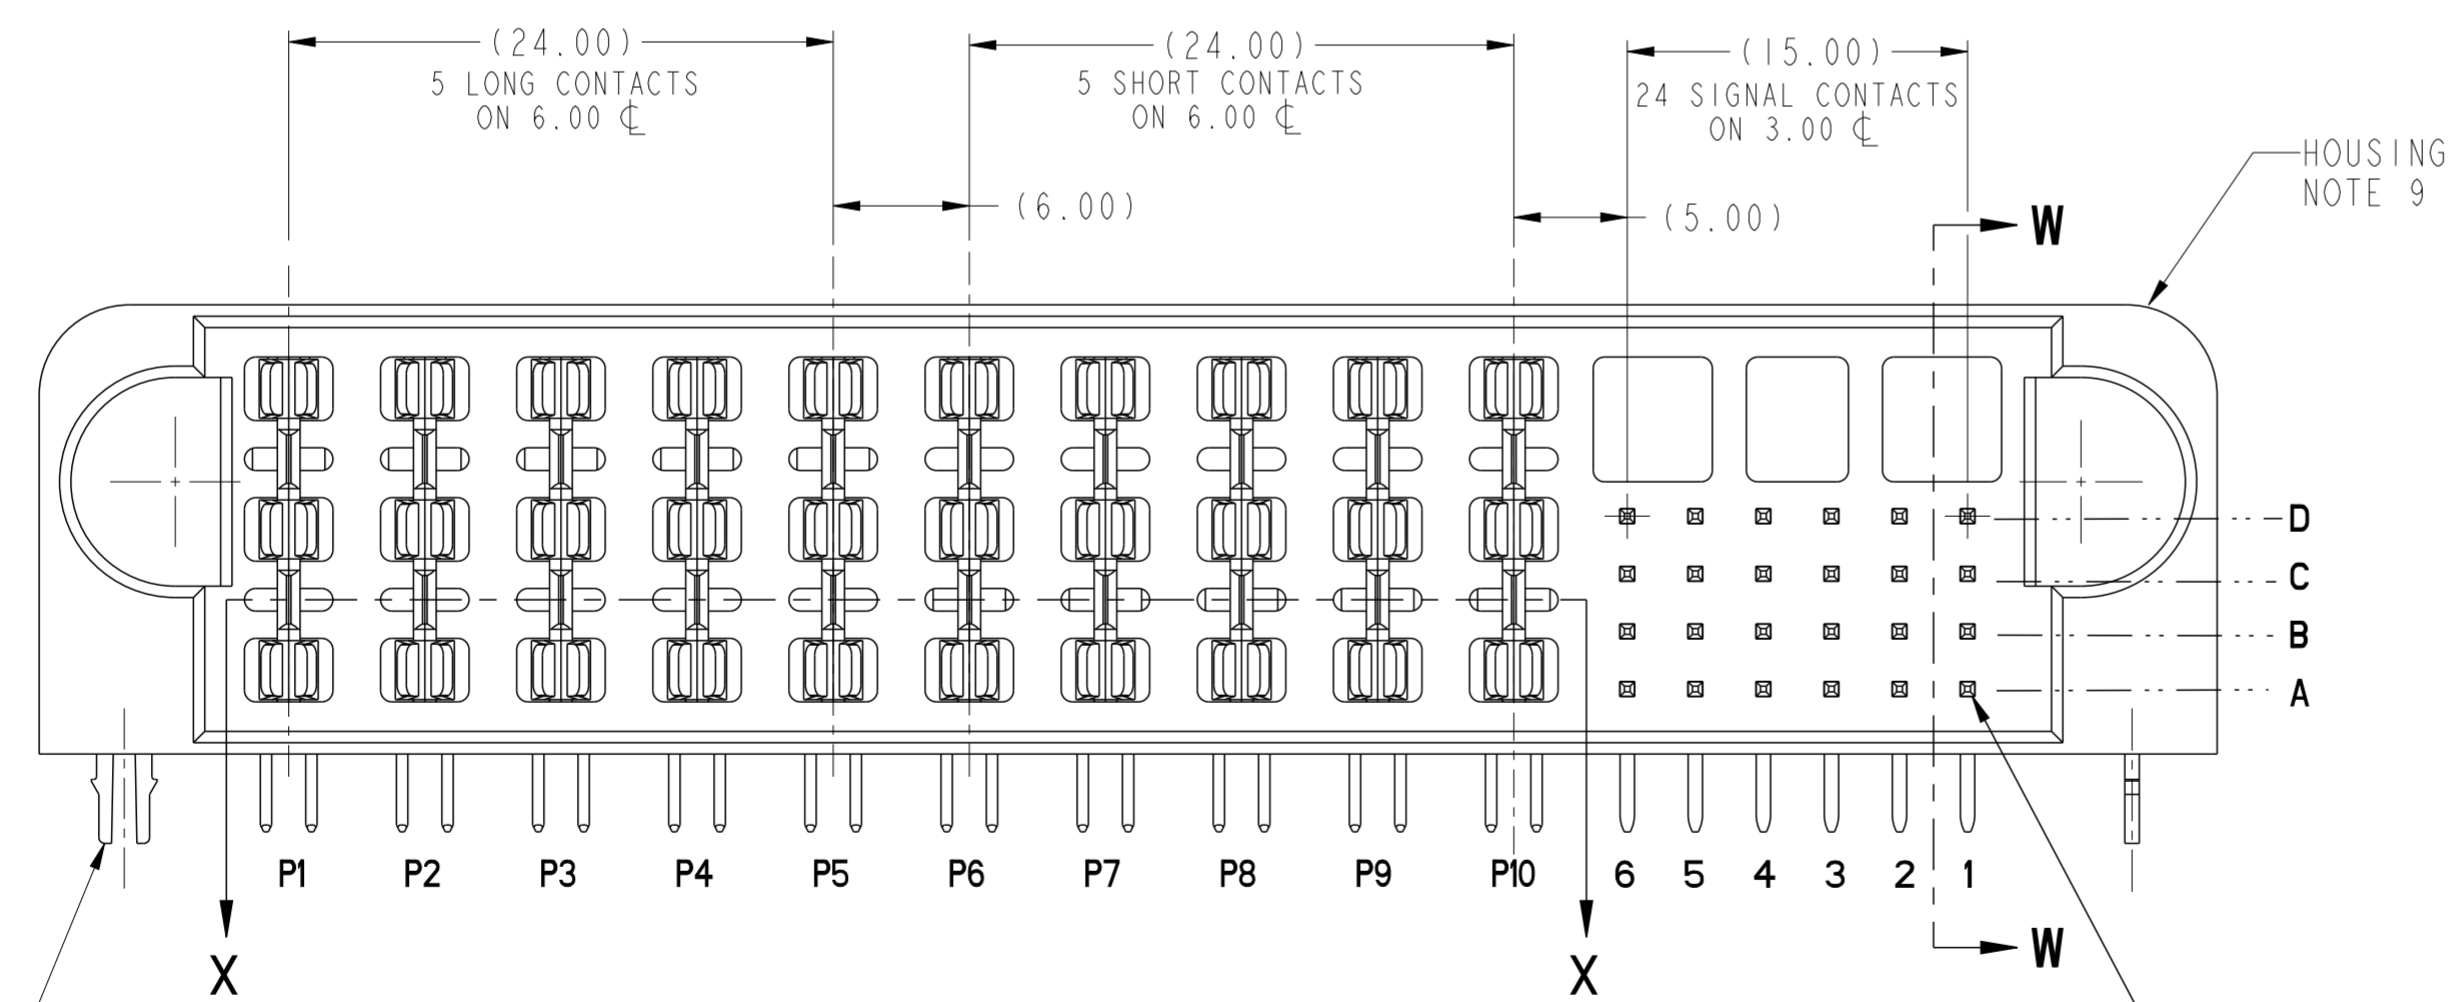 (24.00)
5 LONG CONTACTS
ON 6.00 ℄
(24.00)
5 SHORT CONTACTS
ON 6.00 ℄
(15.00)
24 SIGNAL CONTACTS
ON 3.00 ℄
HOUSING
NOTE 9
(6.00)
(5.00)
W
D
C
B
A
P1 P2 P3 P4 P5 P6 P7 P8 P9 P10 6 5 4 3 2 1
X
X
W